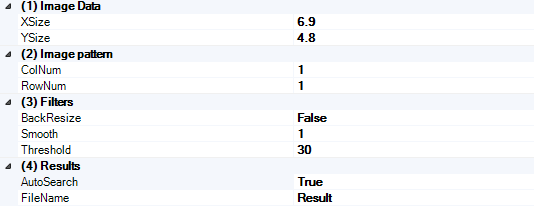 (1) Image Data
XSize 6.9
YSize 4.8
(2) Image pattern
ColNum 1
RowNum 1
(3) Filters
BackResize False
Smooth 1
Threshold 30
(4) Results
AutoSearch True
FileName Result